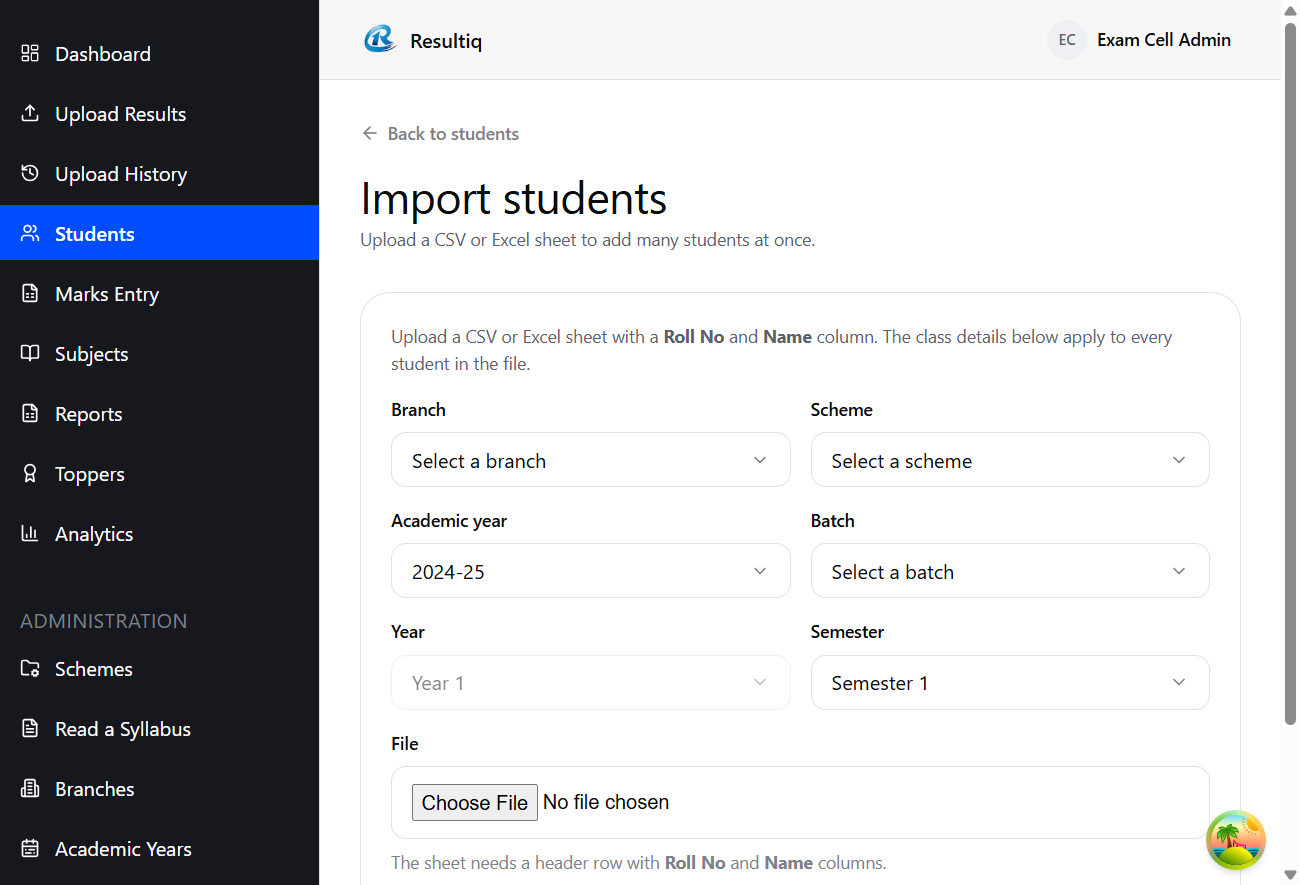 Dashboard
Upload Results
Upload History
Students
Marks Entry
Subjects
Reports
Toppers
Analytics
ADMINISTRATION
Schemes
Read a Syllabus
Branches
Academic Years
Resultiq
EC
Exam Cell Admin
Back to students
Import students
Upload a CSV or Excel sheet to add many students at once.
Upload a CSV or Excel sheet with a Roll No and Name column. The class details below apply to every
student in the file.
Branch
Select a branch
Scheme
Select a scheme
Academic year
2024-25
Batch
Select a batch
Year
Year 1
Semester
Semester 1
File
Choose File No file chosen
The sheet needs a header row with Roll No and Name columns.